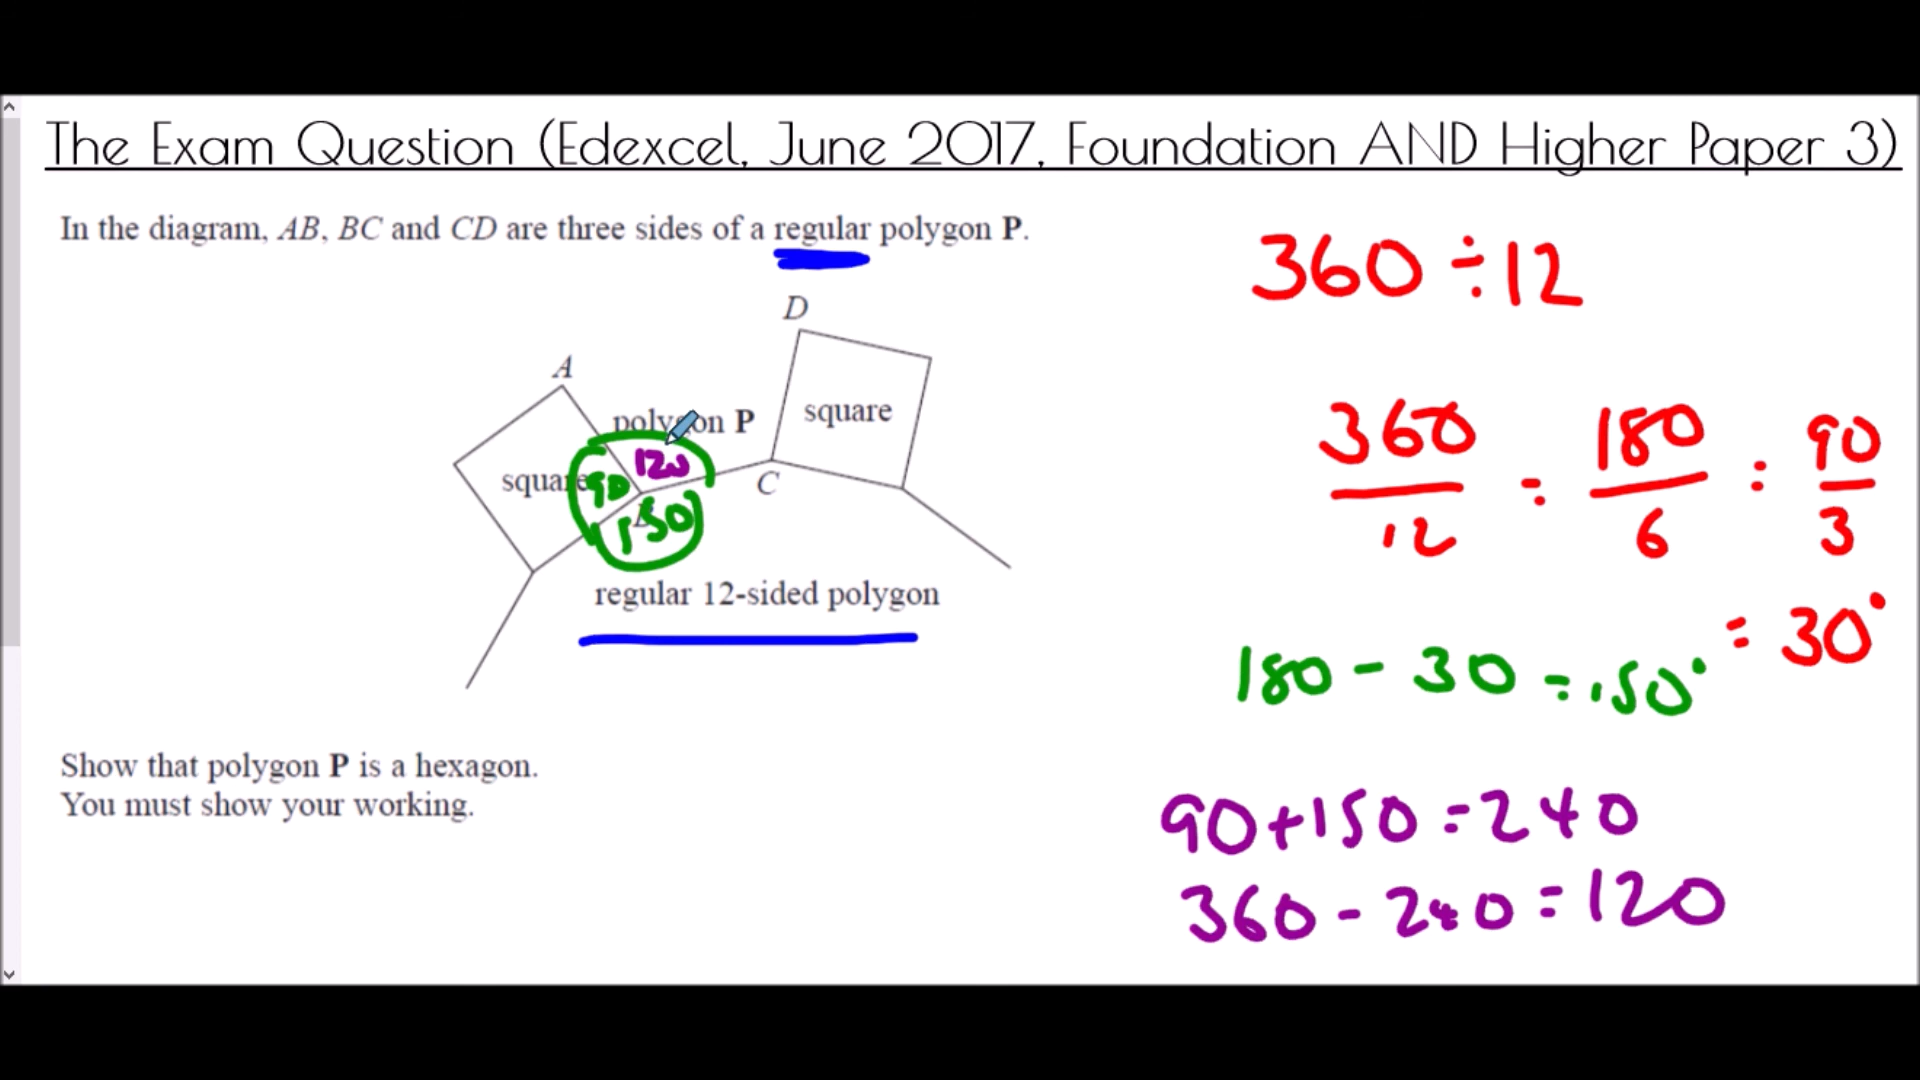 The Exam Question (Edexcel, June 2017, Foundation AND Higher Paper 3)
In the diagram, AB, BC and CD are three sides of a regular polygon P.
360 ÷ 12
D
A
polygon P
square
120
square
90
C
150
360/12 = 180/6 = 90/3
= 30°
regular 12-sided polygon
180 - 30 = 150°
Show that polygon P is a hexagon.
You must show your working.
90+150=240
360-240=120